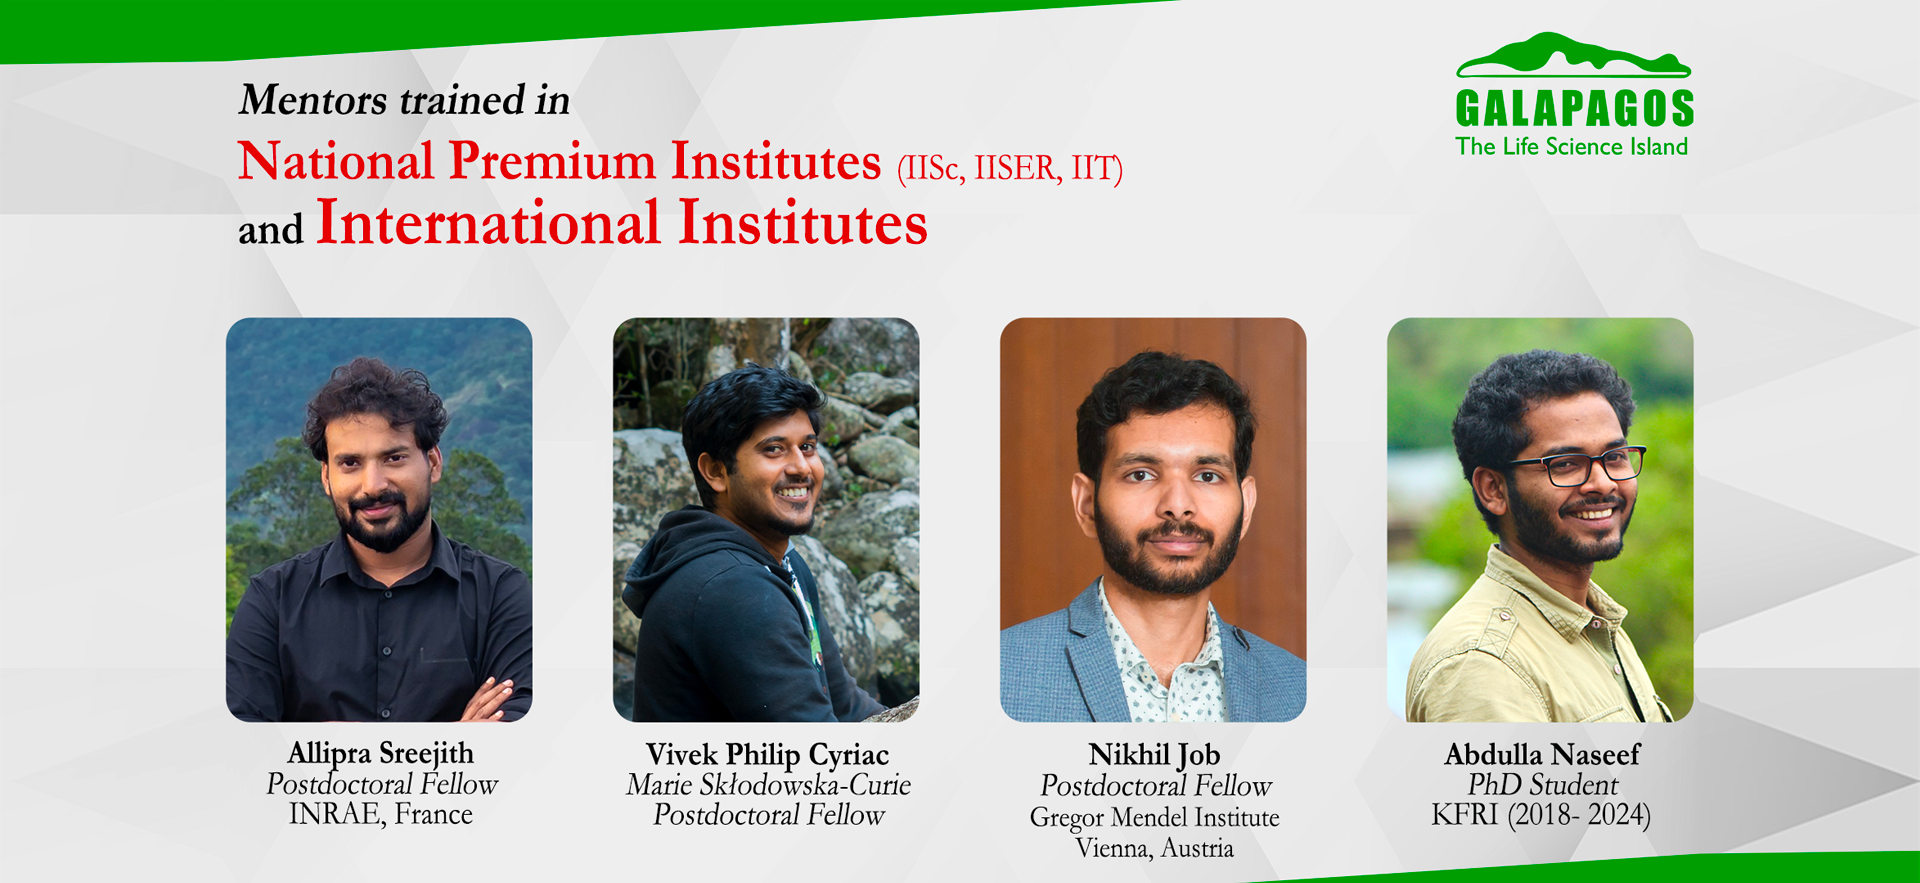 Mentors trained in
National Premium Institutes (IISc, IISER, IIT)
and International Institutes
GALAPAGOS
The Life Science Island
Allipra Sreejith
Postdoctoral Fellow
INRAE, France
Vivek Philip Cyriac
Marie Skłodowska-Curie
Postdoctoral Fellow
Nikhil Job
Postdoctoral Fellow
Gregor Mendel Institute
Vienna, Austria
Abdulla Naseef
PhD Student
KFRI (2018- 2024)